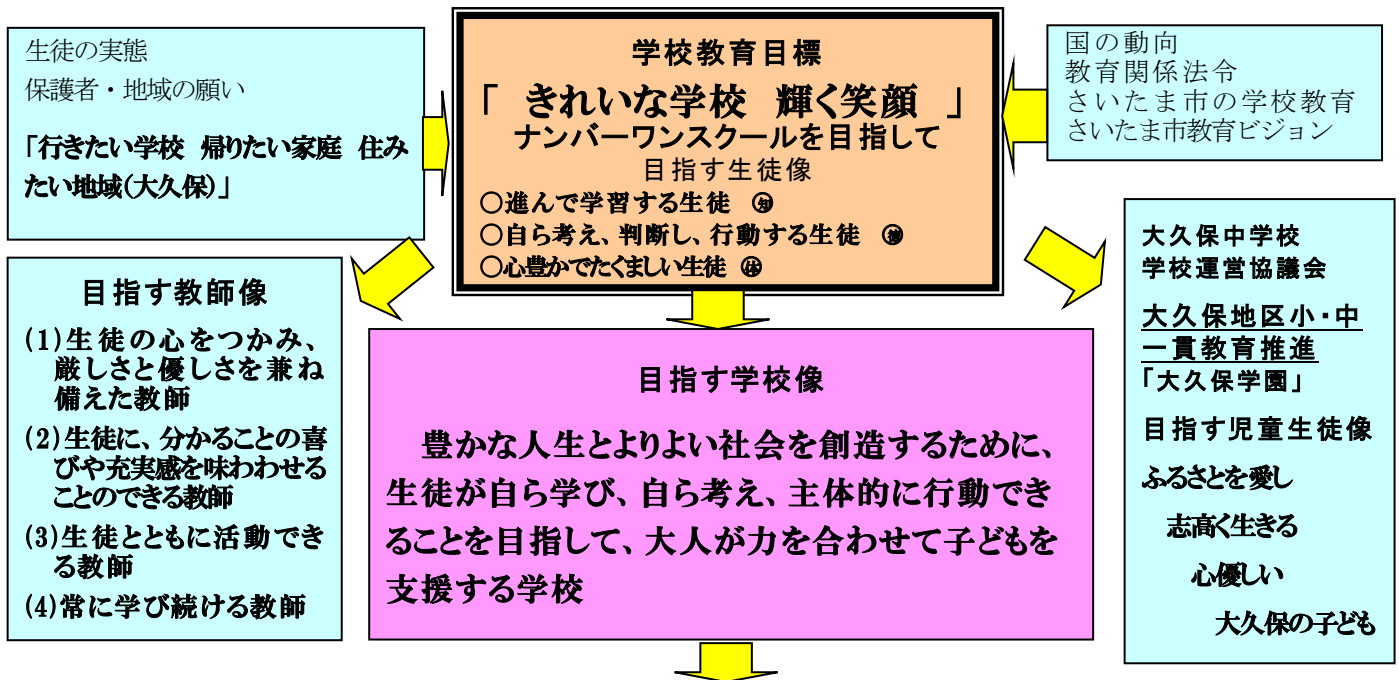 生徒の実態
保護者・地域の願い
「行きたい学校 帰りたい家庭 住み
たい地域(大久保)」
学校教育目標
「 きれいな学校 輝く笑顔 」
ナンバーワンスクールを目指して
目指す生徒像
○進んで学習する生徒 ㊙
○自ら考え、判断し、行動する生徒
○心豊かでたくましい生徒
国の動向
教育関係法令
さいたま市の学校教育
さいたま市教育ビジョン
目指す教師像
(1)生徒の心をつかみ、
厳しさと優しさを兼ね
備えた教師
(2)生徒に、分かることの喜
びや充実感を味わわせる
ことのできる教師
(3)生徒とともに活動でき
る教師
(4)常に学び続ける教師
目指す学校像
豊かな人生とよりよい社会を創造するために、
生徒が自ら学び、自ら考え、主体的に行動でき
ることを目指して、大人が力を合わせて子どもを
支援する学校
大久保中学校
学校運営協議会
大久保地区小・中
一貫教育推進
「大久保学園」
目指す児童生徒像
ふるさとを愛し
志高く生きる
心優しい
大久保の子ども